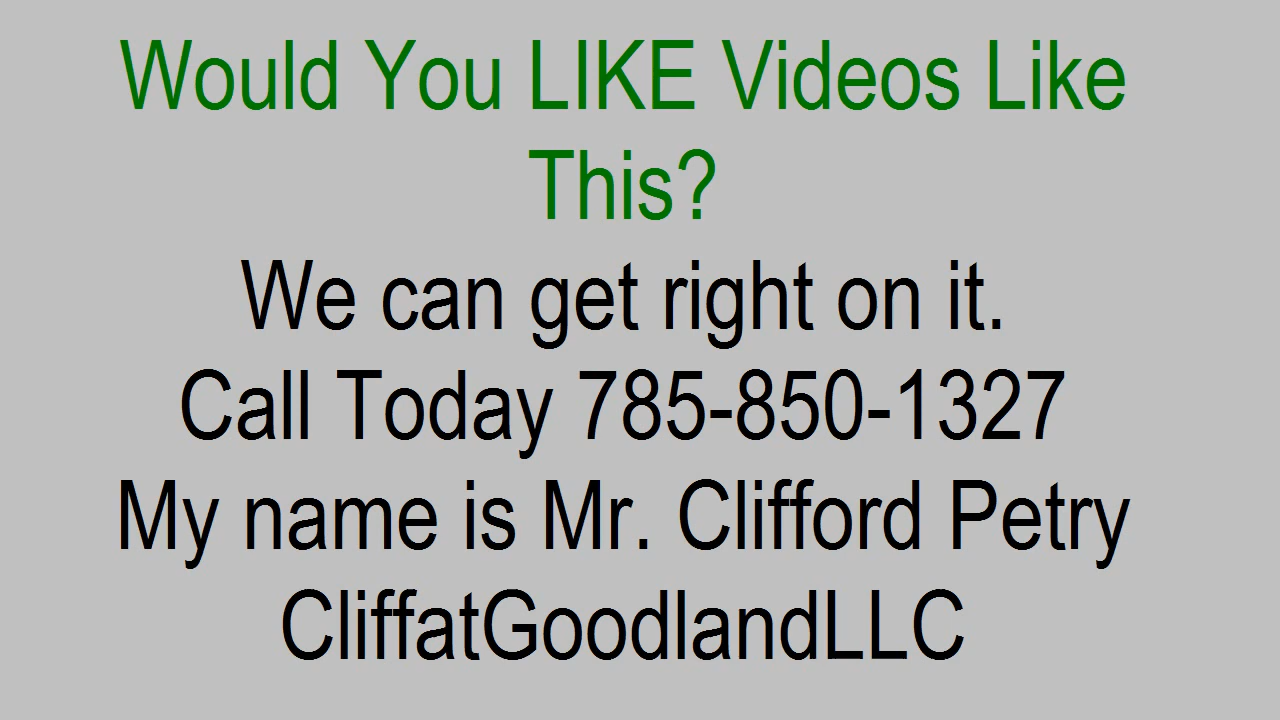 Would You LIKE Videos Like
This?
We can get right on it.
Call Today 785-850-1327
My name is Mr. Clifford Petry
CliffatGoodlandLLC